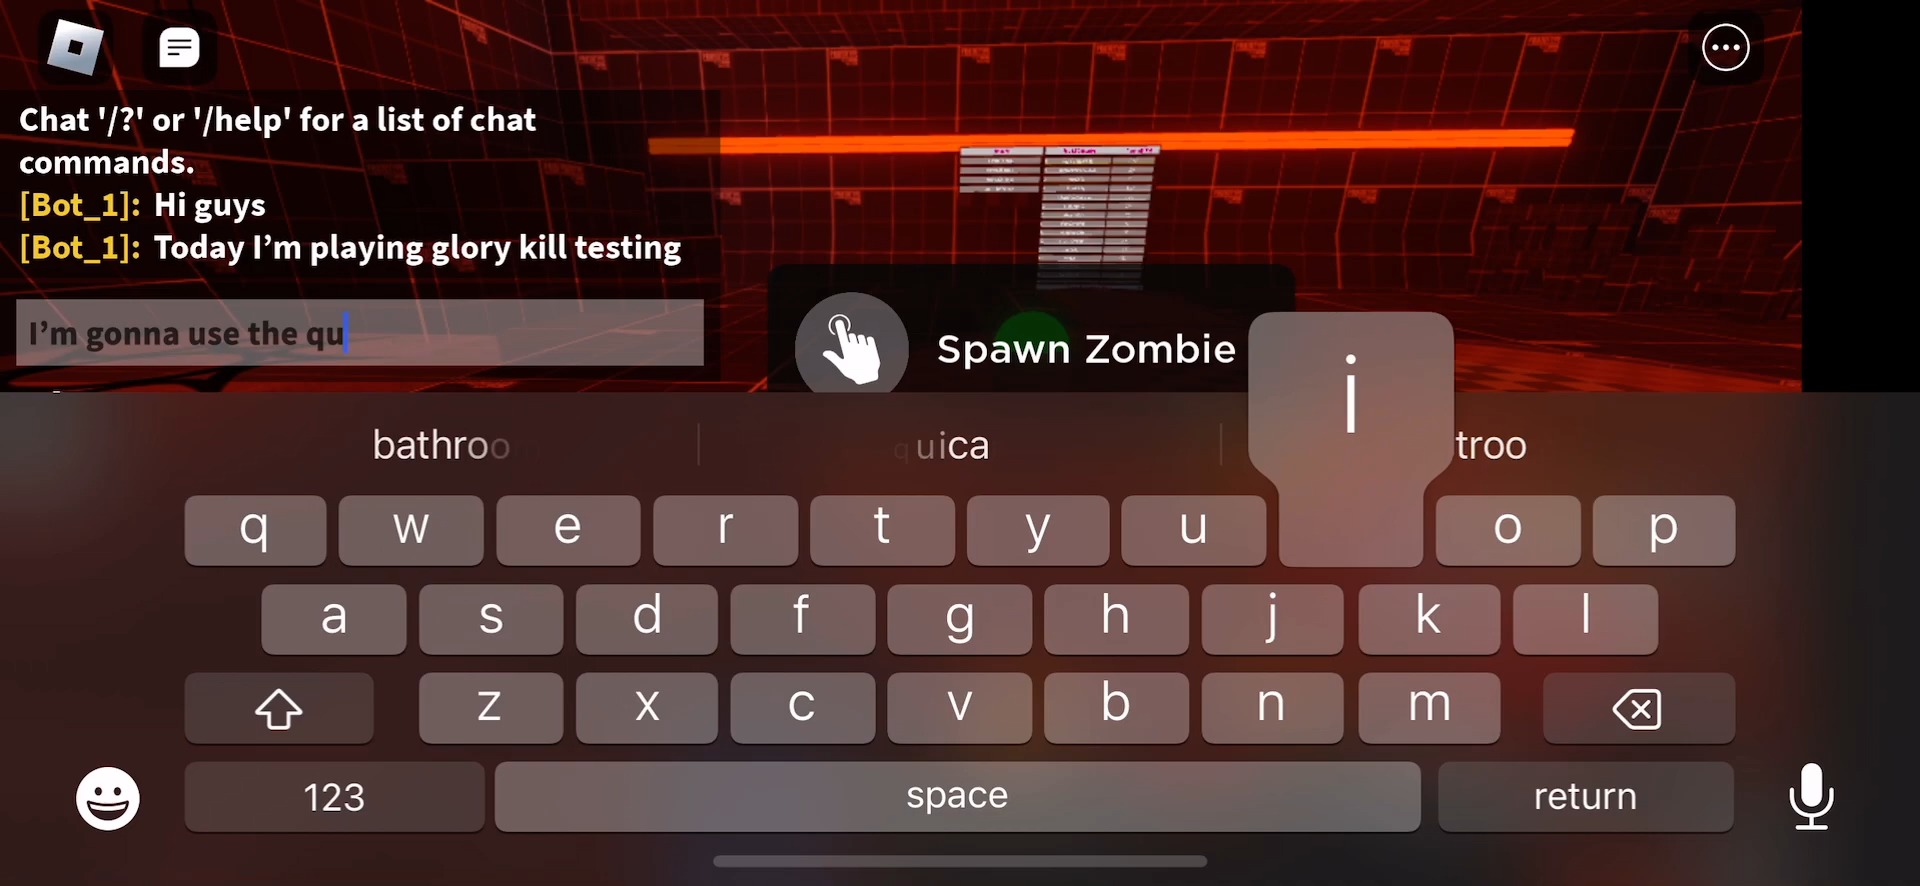 Chat '/?' or '/help' for a list of chat
commands.
[Bot_1]: Hi guys
[Bot_1]: Today I’m playing glory kill testing
I’m gonna use the qu
Spawn Zombie
i
bathroo
quica
troo
q w e r t y u o p
a s d f g h j k l
z x c v b n m
123 space return